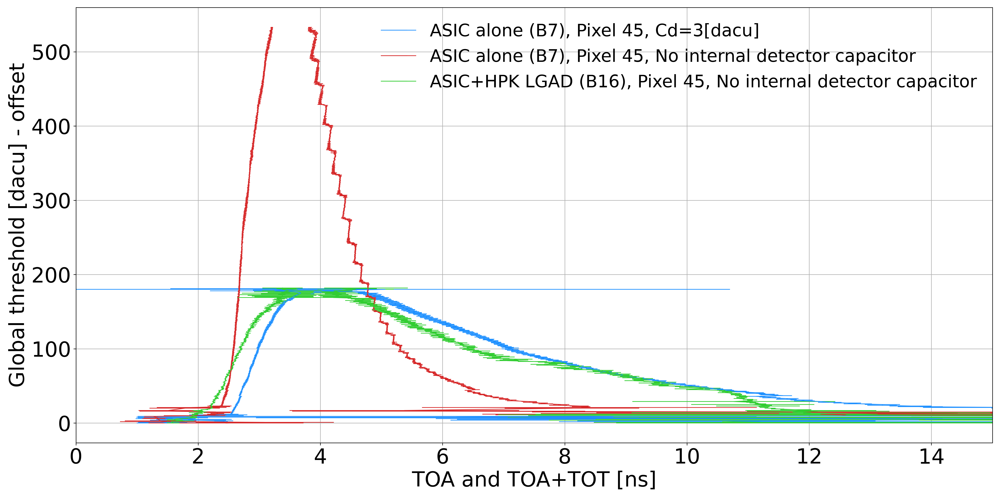 ASIC alone (B7), Pixel 45, Cd=3[dacu]
ASIC alone (B7), Pixel 45, No internal detector capacitor
ASIC+HPK LGAD (B16), Pixel 45, No internal detector capacitor
Global threshold [dacu] - offset
500
400
300
200
100
0
0 2 4 6 8 10 12 14
TOA and TOA+TOT [ns]